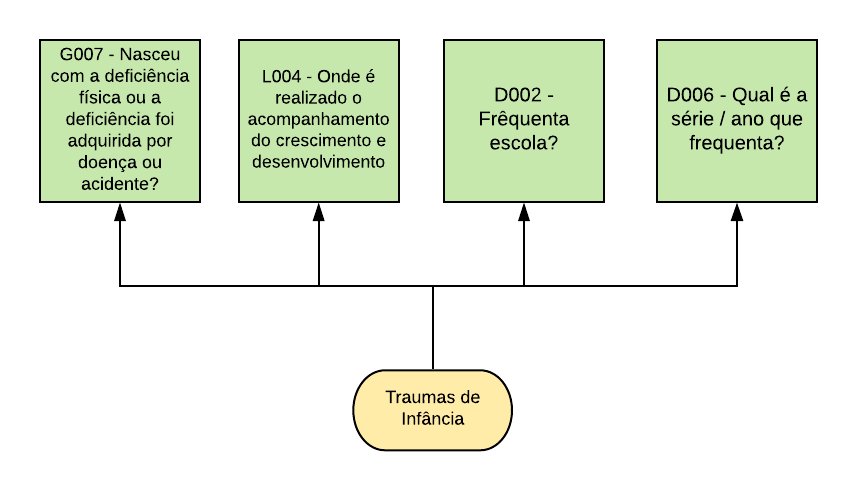 G007 - Nasceu
com a deficiência
física ou a
deficiência foi
adquirida por
doença ou
acidente?
L004 - Onde é
realizado o
acompanhamento
do crescimento e
desenvolvimento
D002 -
Frêquenta
escola?
D006 - Qual é a
série / ano que
frequenta?
Traumas de
Infância